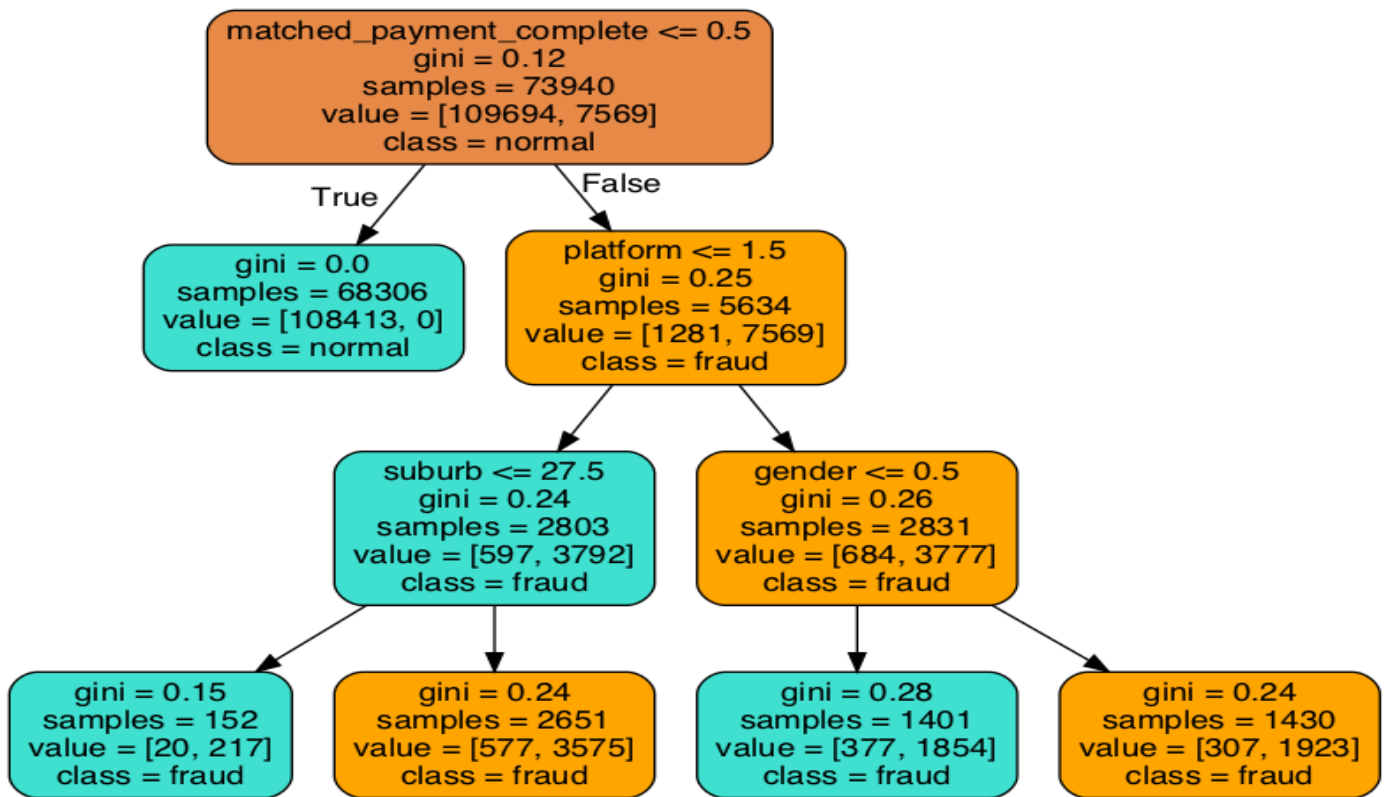 matched_payment_complete <= 0.5
gini = 0.12
samples = 73940
value = [109694, 7569]
class = normal
True
False
gini = 0.0
samples = 68306
value = [108413, 0]
class = normal
platform <= 1.5
gini = 0.25
samples = 5634
value = [1281, 7569]
class = fraud
suburb <= 27.5
gini = 0.24
samples = 2803
value = [597, 3792]
class = fraud
gender <= 0.5
gini = 0.26
samples = 2831
value = [684, 3777]
class = fraud
gini = 0.15
samples = 152
value = [20, 217]
class = fraud
gini = 0.24
samples = 2651
value = [577, 3575]
class = fraud
gini = 0.28
samples = 1401
value = [377, 1854]
class = fraud
gini = 0.24
samples = 1430
value = [307, 1923]
class = fraud